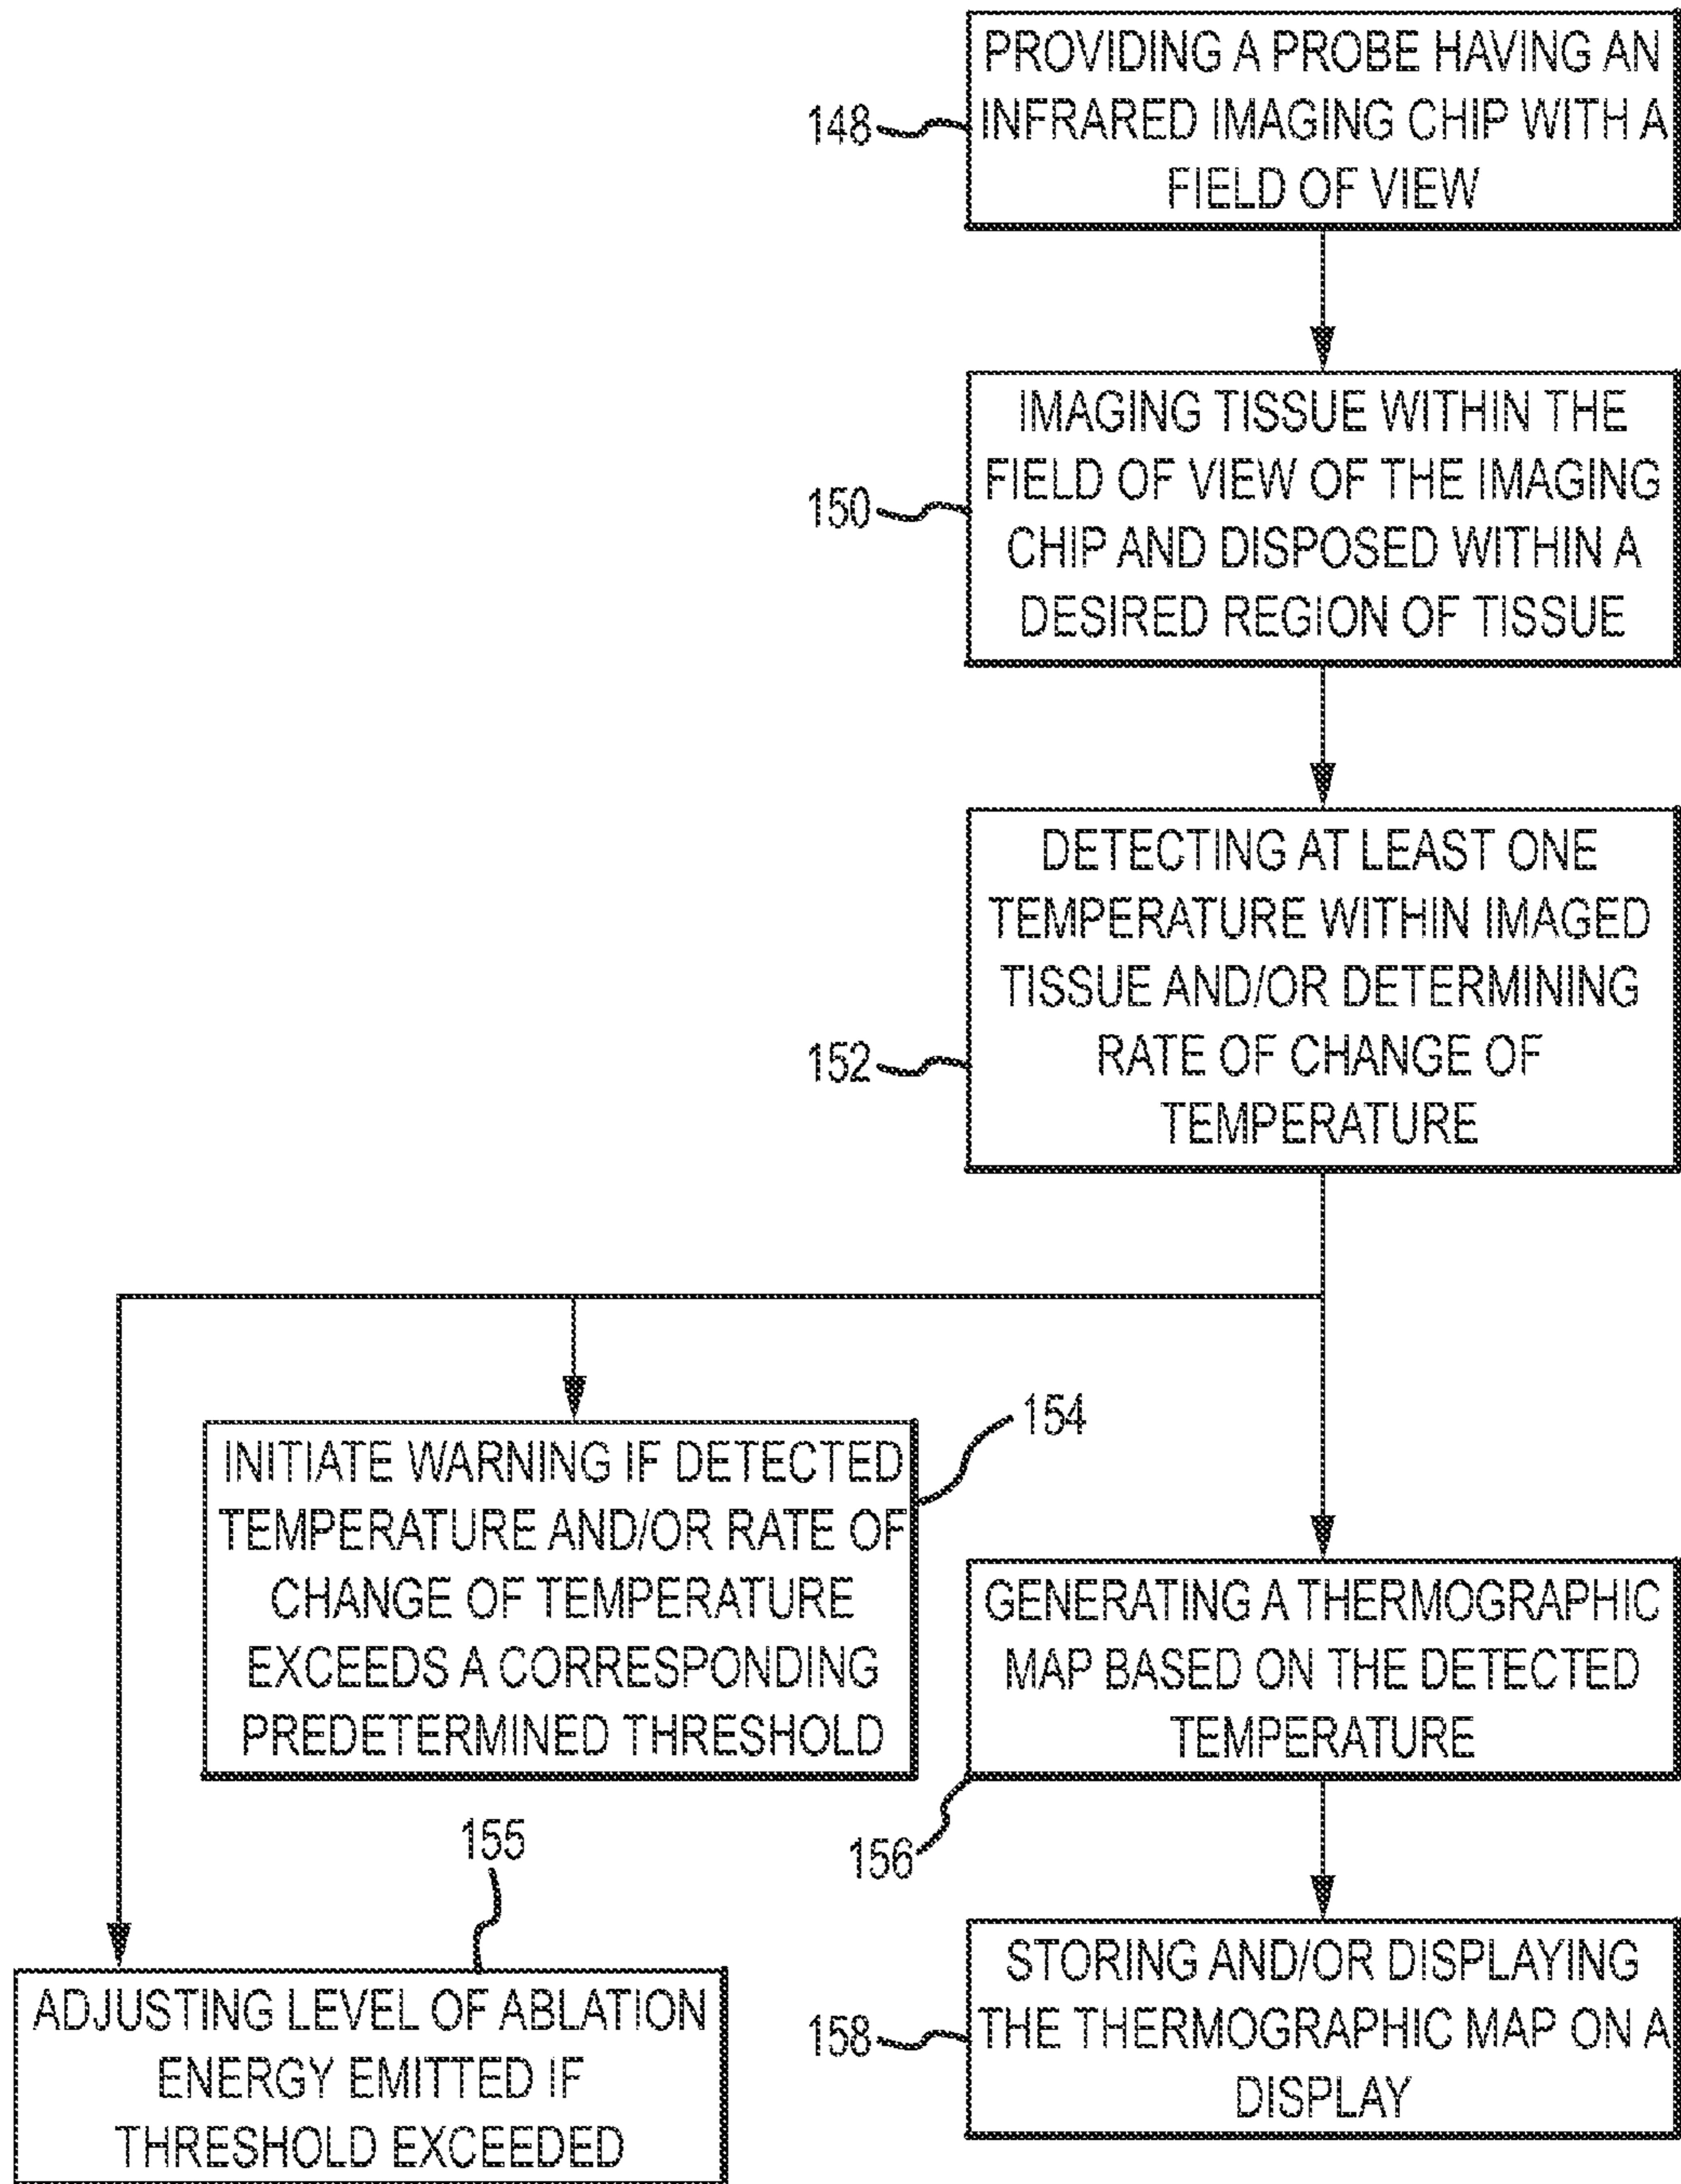 PROVIDING A PROBE HAVING AN
INFRARED IMAGING CHIP WITH A
FIELD OF VIEW
148
IMAGING TISSUE WITHIN THE
FIELD OF VIEW OF THE IMAGING
CHIP AND DISPOSED WITHIN A
DESIRED REGION OF TISSUE
150
DETECTING AT LEAST ONE
TEMPERATURE WITHIN IMAGED
TISSUE AND/OR DETERMINING
RATE OF CHANGE OF
TEMPERATURE
152
INITIATE WARNING IF DETECTED
TEMPERATURE AND/OR RATE OF
CHANGE OF TEMPERATURE
EXCEEDS A CORRESPONDING
PREDETERMINED THRESHOLD
154
GENERATING A THERMOGRAPHIC
MAP BASED ON THE DETECTED
TEMPERATURE
156
155
ADJUSTING LEVEL OF ABLATION
ENERGY EMITTED IF
THRESHOLD EXCEEDED
STORING AND/OR DISPLAYING
THE THERMOGRAPHIC MAP ON A
DISPLAY
158